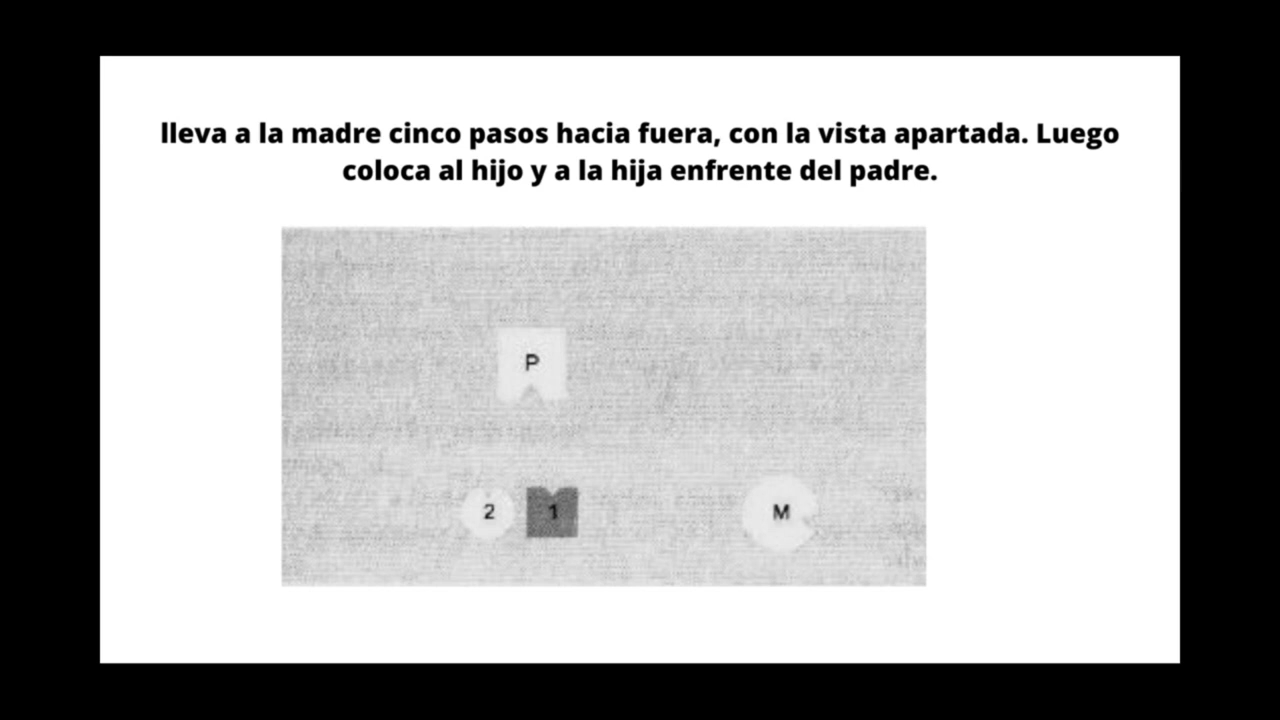 lleva a la madre cinco pasos hacia fuera, con la vista apartada. Luego
coloca al hijo y a la hija enfrente del padre.
P
2 1 M